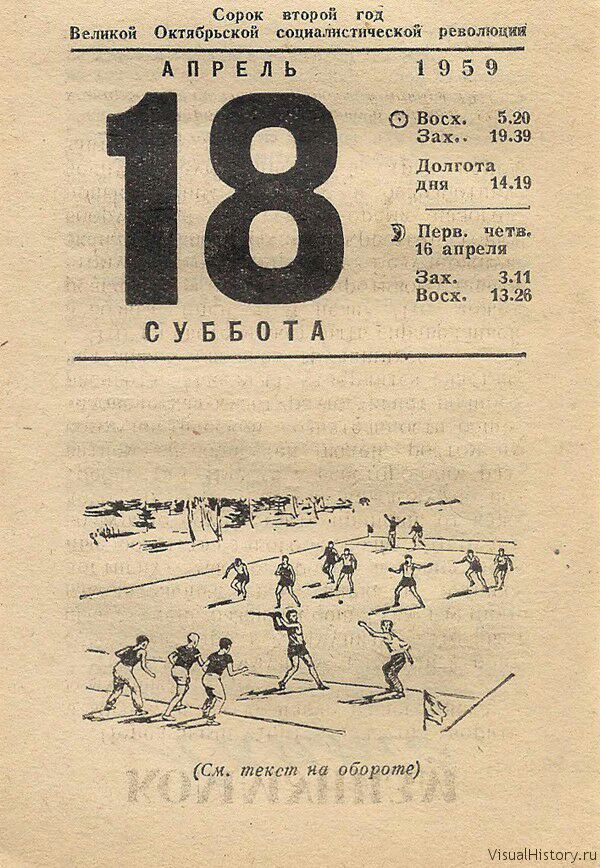 Сорок второй год
Великой Октябрьской социалистической революции
АПРЕЛЬ 1959
18
Восх. 5.20
Зах.. 19.39
Долгота
дня 14.19
Перв. четв.
16 апреля
Зах. 3.11
Восх. 13.26
СУББОТА
(См. текст на обороте)
VisualHistory.ru